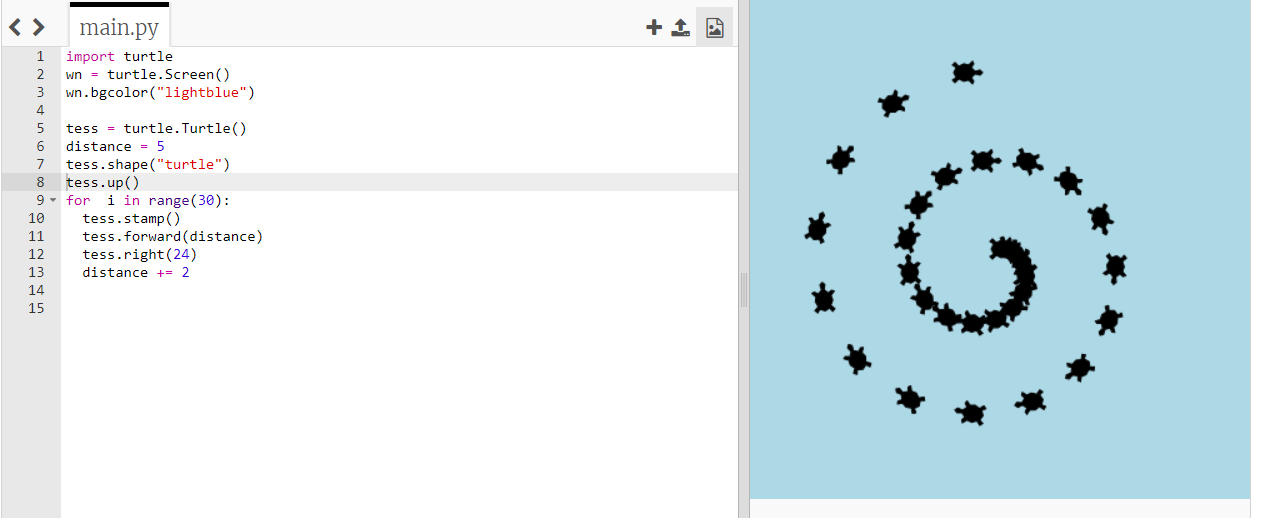 main.py
1 import turtle
2 wn = turtle.Screen()
3 wn.bgcolor("lightblue")
4
5 tess = turtle.Turtle()
6 distance = 5
7 tess.shape("turtle")
8 tess.up()
9 for  i in range(30):
10   tess.stamp()
11   tess.forward(distance)
12   tess.right(24)
13   distance += 2
14
15